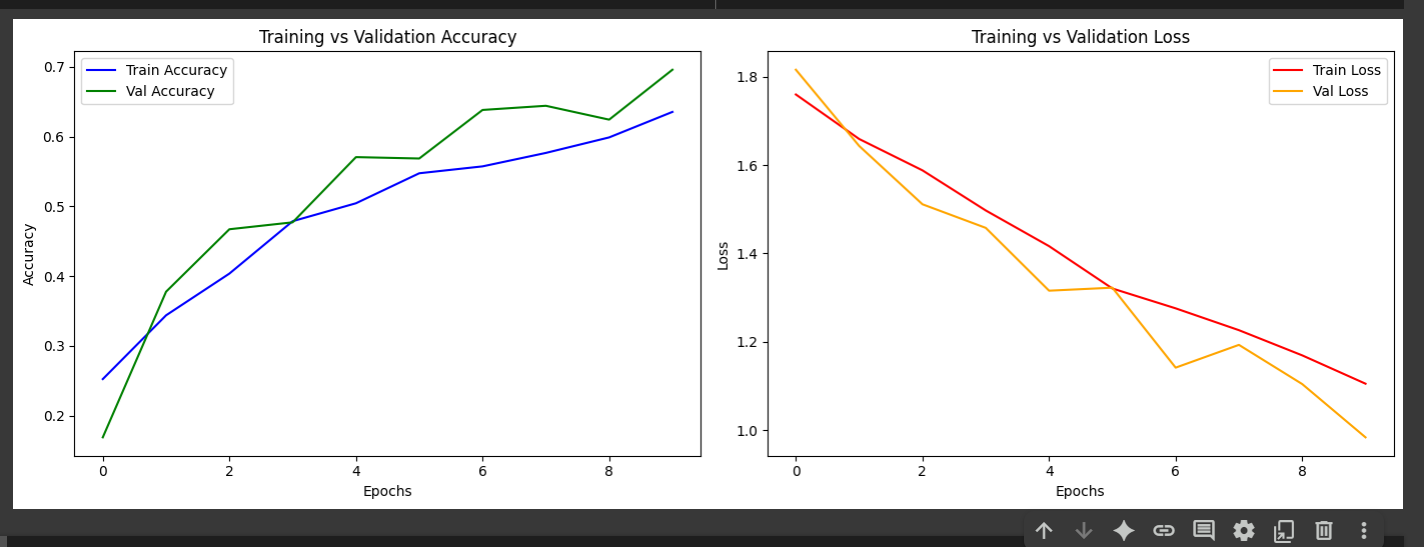 Training vs Validation Accuracy
Train Accuracy
Val Accuracy
0.7
0.6
0.5
0.4
0.3
0.2
Accuracy
0 2 4 6 8
Epochs
Training vs Validation Loss
Train Loss
Val Loss
1.8
1.6
1.4
1.2
1.0
Loss
0 2 4 6 8
Epochs